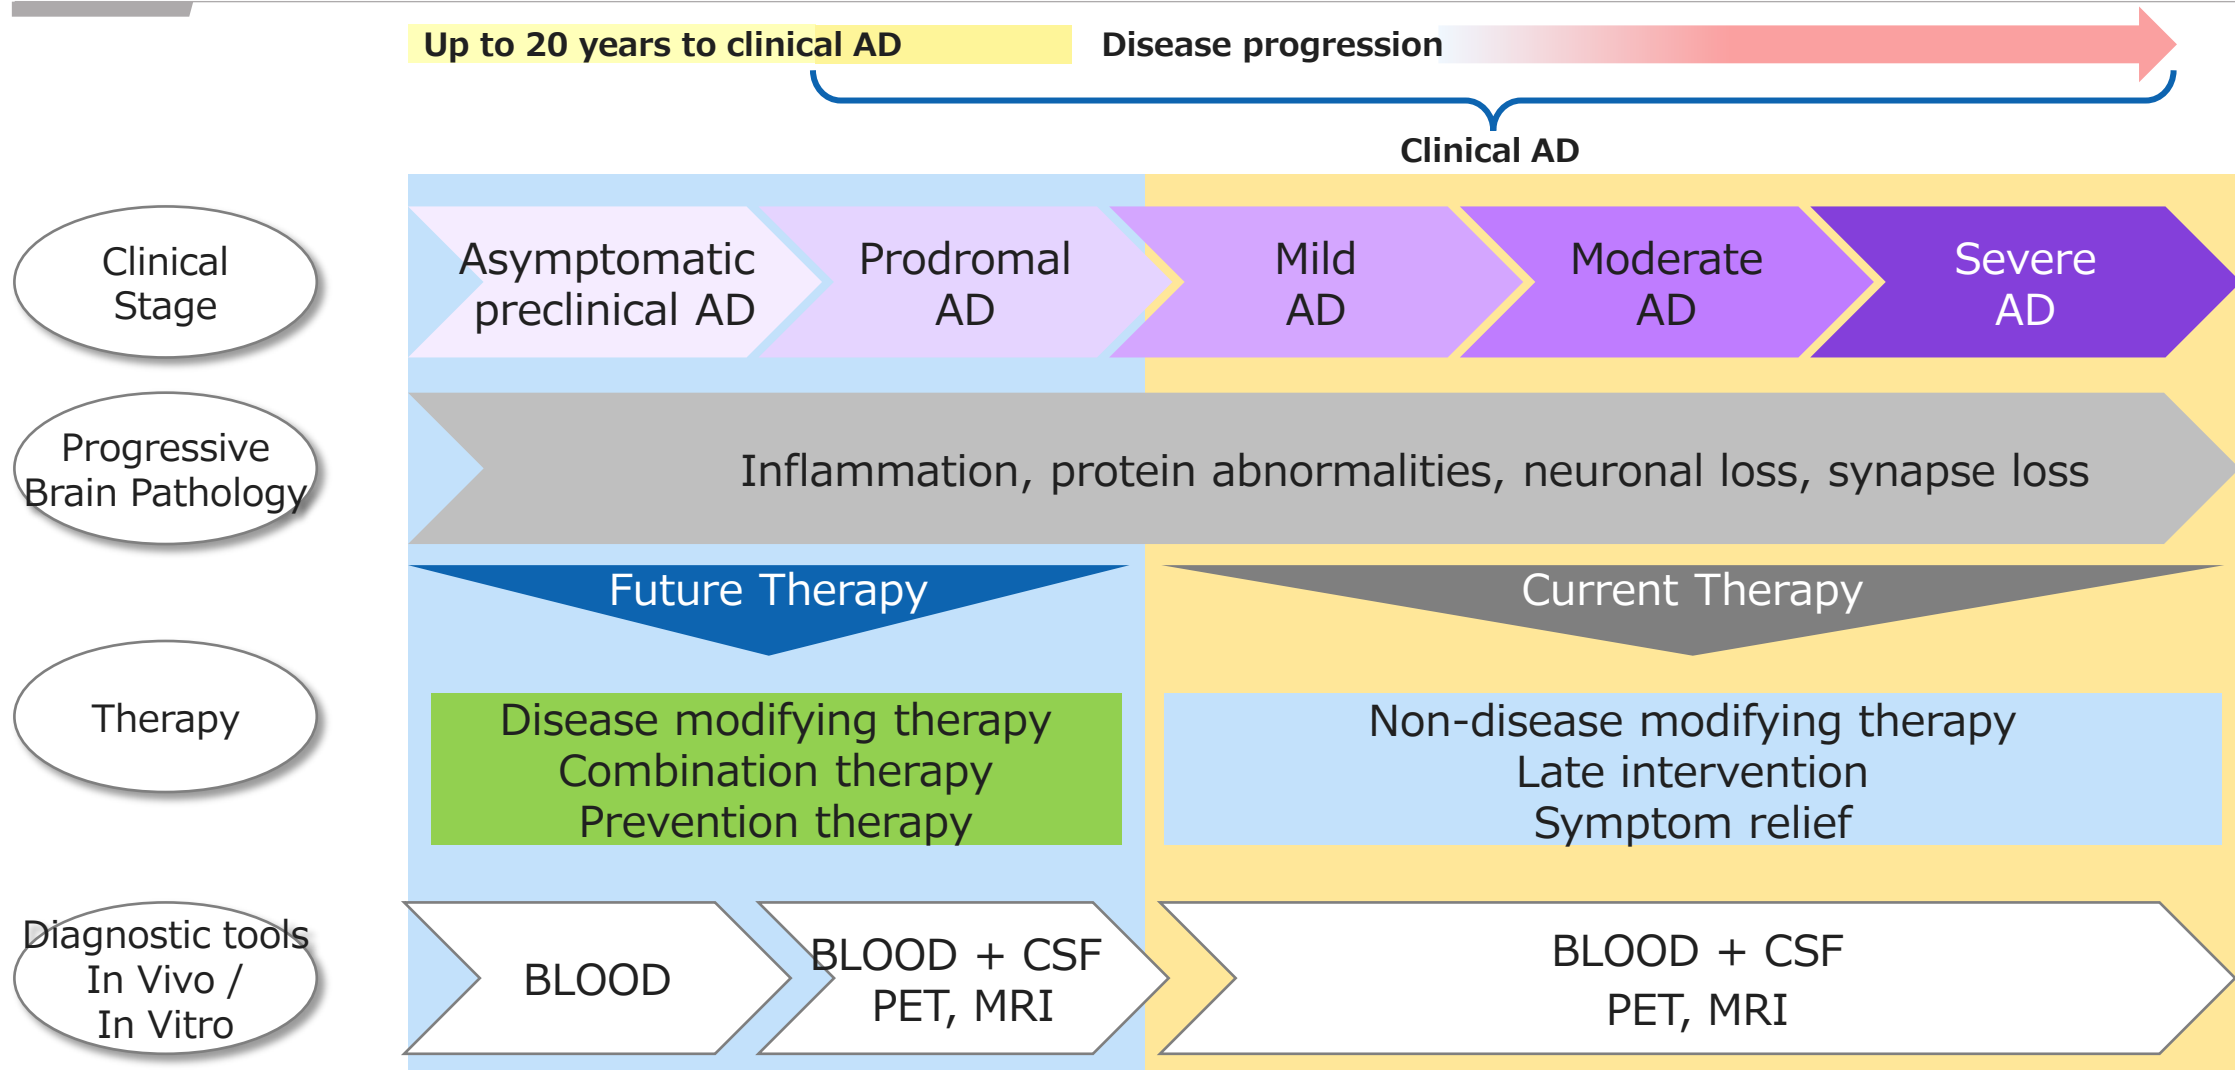 Up to 20 years to clinical AD
Disease progression
Clinical AD
Clinical
Stage
Asymptomatic
preclinical AD
Prodromal
AD
Mild
AD
Moderate
AD
Severe
AD
Progressive
Brain Pathology
Inflammation, protein abnormalities, neuronal loss, synapse loss
Future Therapy
Current Therapy
Therapy
Disease modifying therapy
Combination therapy
Prevention therapy
Non-disease modifying therapy
Late intervention
Symptom relief
Diagnostic tools
In Vivo /
In Vitro
BLOOD
BLOOD + CSF
PET, MRI
BLOOD + CSF
PET, MRI